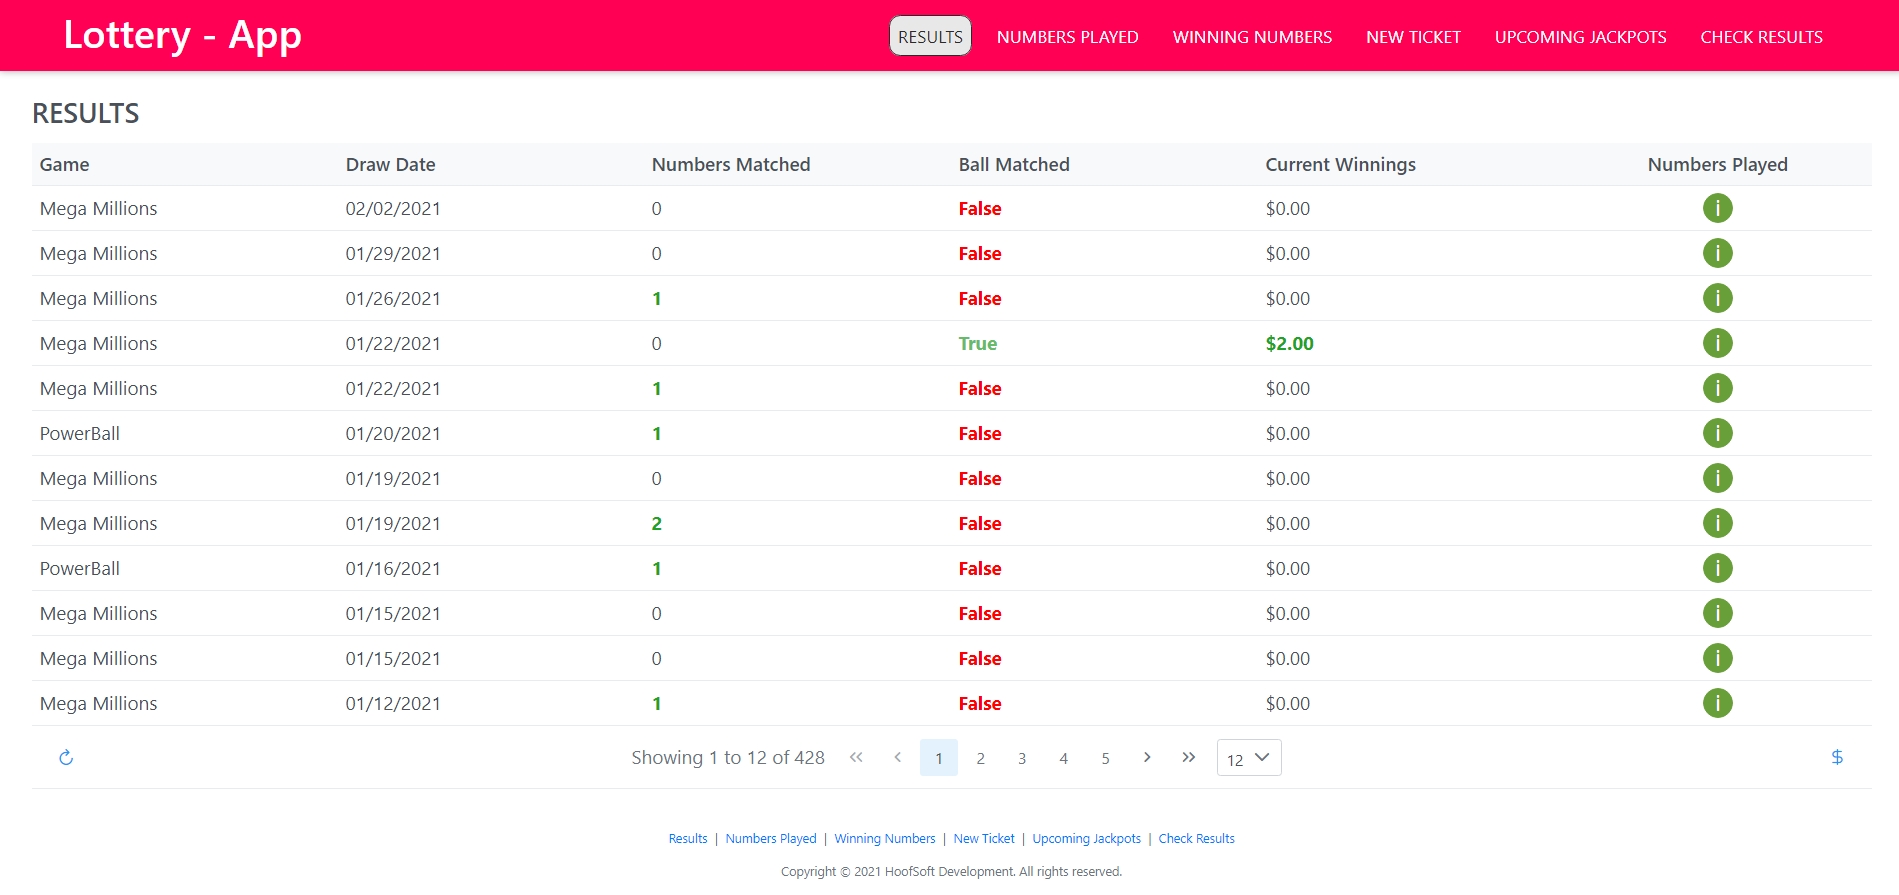 Lottery - App
RESULTS NUMBERS PLAYED WINNING NUMBERS NEW TICKET UPCOMING JACKPOTS CHECK RESULTS
RESULTS
Game Draw Date Numbers Matched Ball Matched Current Winnings Numbers Played
Mega Millions 02/02/2021 0 False $0.00 i
Mega Millions 01/29/2021 0 False $0.00 i
Mega Millions 01/26/2021 1 False $0.00 i
Mega Millions 01/22/2021 0 True $2.00 i
Mega Millions 01/22/2021 1 False $0.00 i
PowerBall 01/20/2021 1 False $0.00 i
Mega Millions 01/19/2021 0 False $0.00 i
Mega Millions 01/19/2021 2 False $0.00 i
PowerBall 01/16/2021 1 False $0.00 i
Mega Millions 01/15/2021 0 False $0.00 i
Mega Millions 01/15/2021 0 False $0.00 i
Mega Millions 01/12/2021 1 False $0.00 i
Showing 1 to 12 of 428 « ‹ 1 2 3 4 5 › » 12 $
Results | Numbers Played | Winning Numbers | New Ticket | Upcoming Jackpots | Check Results
Copyright © 2021 HoofSoft Development. All rights reserved.